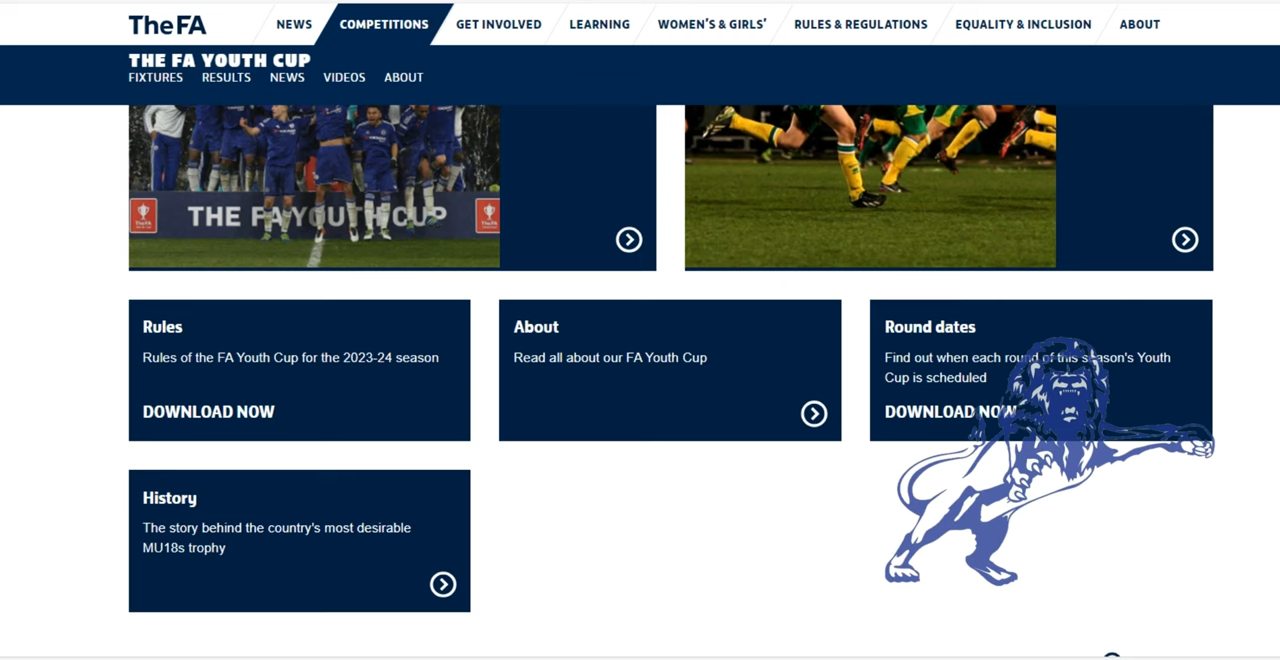 TheFA
NEWS
COMPETITIONS
GET INVOLVED
LEARNING
WOMEN'S & GIRLS'
RULES & REGULATIONS
EQUALITY & INCLUSION
ABOUT
THE FA YOUTH CUP
FIXTURES
RESULTS
NEWS
VIDEOS
ABOUT
THE FA YOUTH CUP
Rules
Rules of the FA Youth Cup for the 2023-24 season
DOWNLOAD NOW
About
Read all about our FA Youth Cup
Round dates
Find out when each round of this season's Youth
Cup is scheduled
DOWNLOAD NOW
History
The story behind the country's most desirable
MU18s trophy